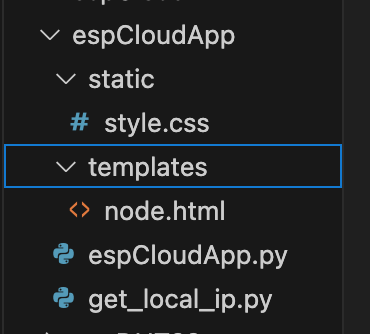 espCloudApp
static
# style.css
templates
<> node.html
espCloudApp.py
get_local_ip.py